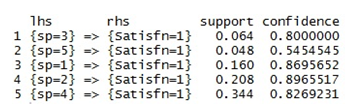 lhs rhs support confidence
1 {sp=3} => {Satisfn=1} 0.064 0.8000000
2 {sp=5} => {Satisfn=1} 0.048 0.5454545
3 {sp=1} => {Satisfn=1} 0.160 0.8695652
4 {sp=2} => {Satisfn=1} 0.208 0.8965517
5 {sp=4} => {Satisfn=1} 0.344 0.8269231